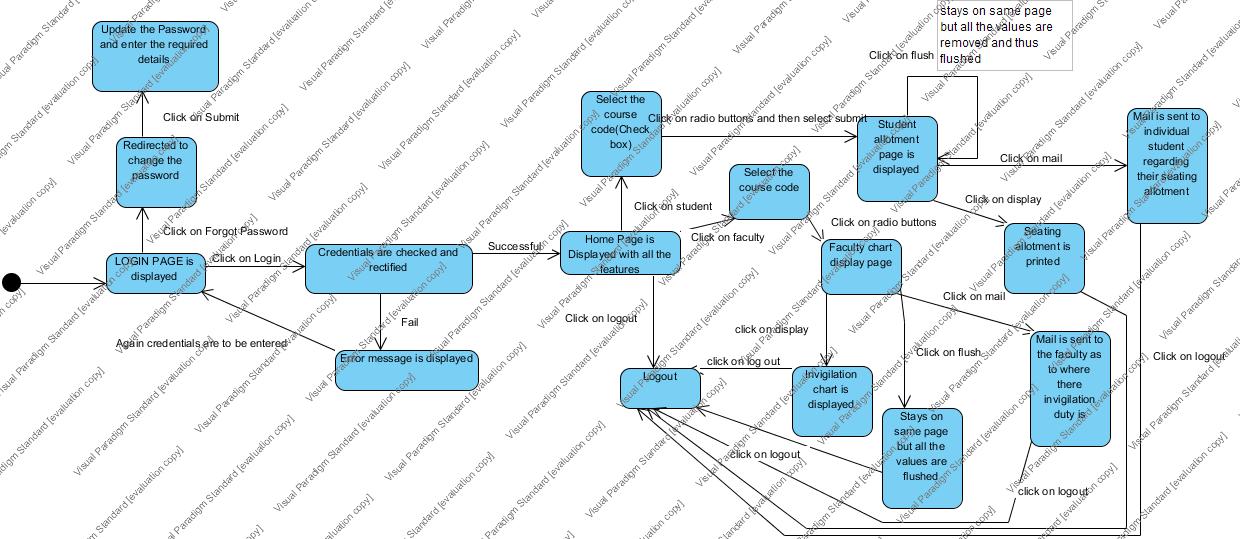 stays on same page
but all the values are
removed and thus
flushed
Update the Password
and enter the required
details
Click on flush
Click on Submit
Select the
course
code(Check
box)
Click on radio buttons and then select submit
Student
allotment
page is
displayed
Mail is sent to
individual
student
regarding
their seating
allotment
Click on mail
Redirected to
change the
password
Select the
course code
Click on student
Click on display
Click on Forgot Password
Click on radio buttons
Click on faculty
Seating
allotment is
printed
LOGIN PAGE is
displayed
Click on Login
Credentials are checked and
rectified
Successful
Home Page is
Displayed with all the
features
Faculty chart
display page
Click on mail
Fail
Click on logout
click on display
Again credentials are to be entered
Error message is displayed
Click on flush
Mail is sent to
the faculty as
to where
there
invigilation
duty is
Click on logout
Logout
click on log out
Invigilation
chart is
displayed
Stays on
same page
but all the
values are
flushed
click on logout
click on logout
Visual Paradigm Standard [evaluation copy]